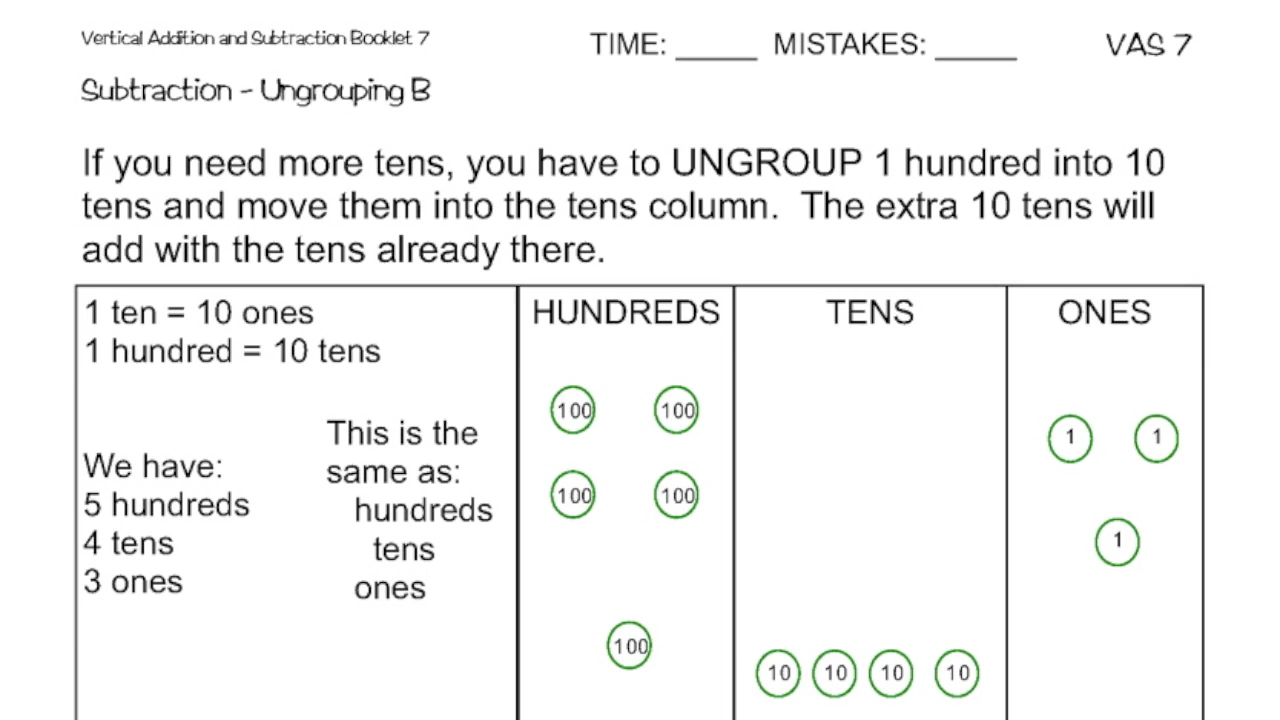 Vertical Addition and Subtraction Booklet 7
TIME: _____ MISTAKES: _____
VAS 7
Subtraction - Ungrouping B
If you need more tens, you have to UNGROUP 1 hundred into 10
tens and move them into the tens column. The extra 10 tens will
add with the tens already there.
1 ten = 10 ones
1 hundred = 10 tens
We have:
5 hundreds
4 tens
3 ones
This is the
same as:
hundreds
tens
ones
HUNDREDS
100 100
100 100
100
TENS
10 10 10 10
ONES
1 1
1